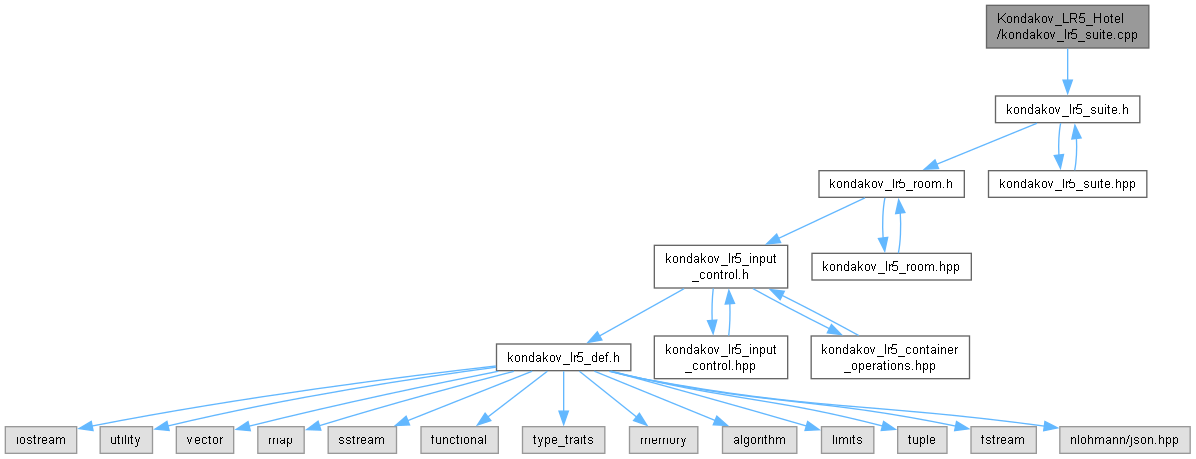 Kondakov_LR5_Hotel
/kondakov_lr5_suite.cpp
kondakov_lr5_suite.h
kondakov_lr5_room.h
kondakov_lr5_suite.hpp
kondakov_lr5_input
_control.h
kondakov_lr5_room.hpp
kondakov_lr5_def.h
kondakov_lr5_input
_control.hpp
kondakov_lr5_container
_operations.hpp
iostream
utility
vector
map
sstream
functional
type_traits
memory
algorithm
limits
tuple
fstream
nlohmann/json.hpp